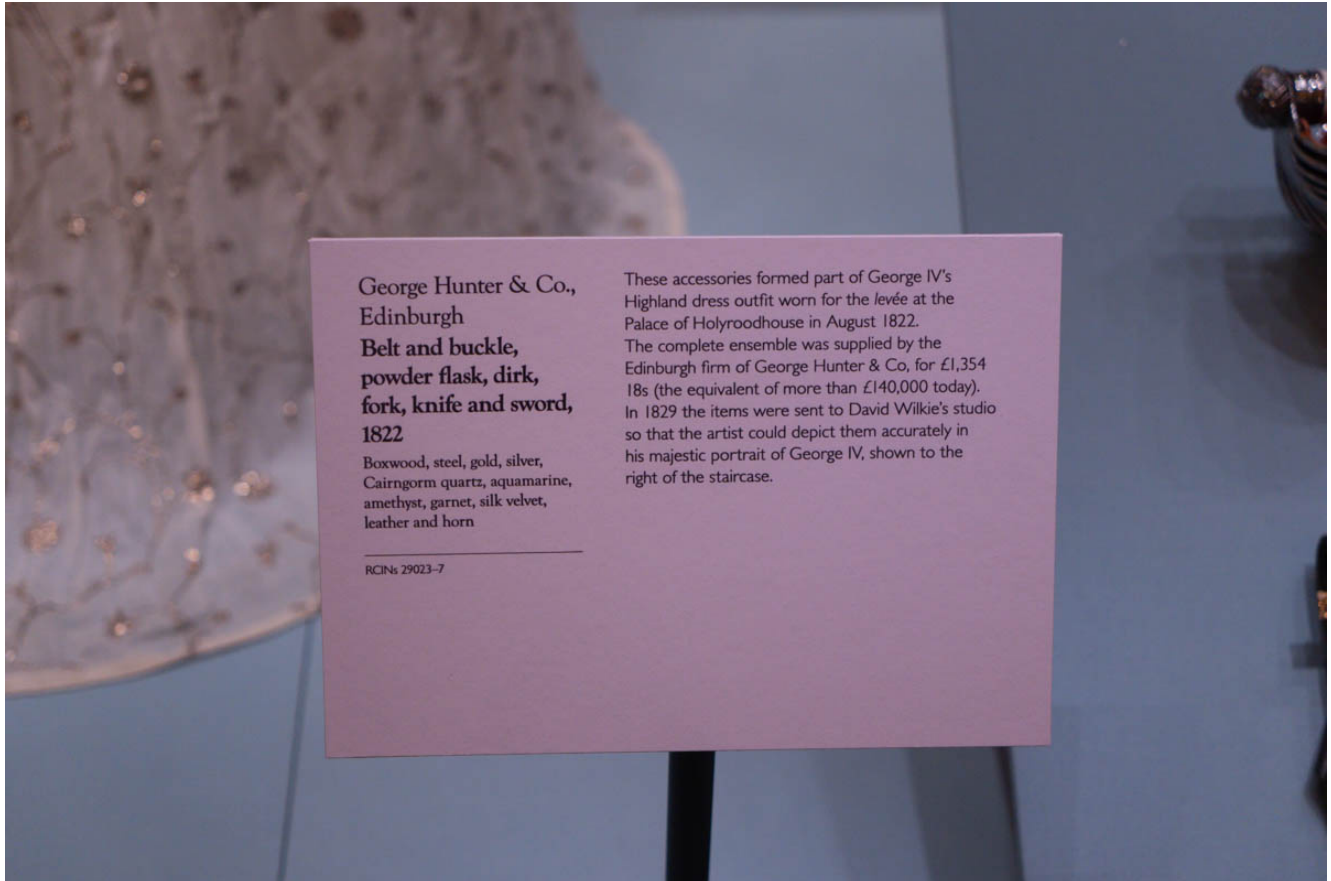 George Hunter & Co.,
Edinburgh
Belt and buckle,
powder flask, dirk,
fork, knife and sword,
1822
Boxwood, steel, gold, silver,
Cairngorm quartz, aquamarine,
amethyst, garnet, silk velvet,
leather and horn
RCINs 29023–7
These accessories formed part of George IV’s
Highland dress outfit worn for the levée at the
Palace of Holyroodhouse in August 1822.
The complete ensemble was supplied by the
Edinburgh firm of George Hunter & Co, for £1,354
18s (the equivalent of more than £140,000 today).
In 1829 the items were sent to David Wilkie’s studio
so that the artist could depict them accurately in
his majestic portrait of George IV, shown to the
right of the staircase.